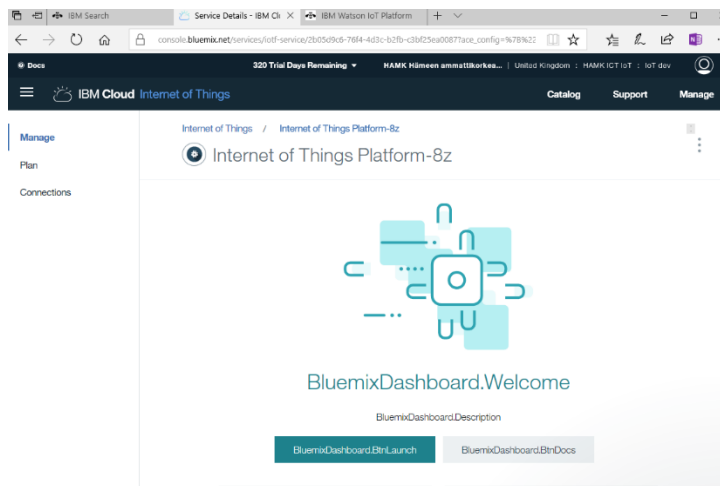 IBM Search
Service Details - IBM Clo
IBM Watson IoT Platform
console.bluemix.net/services/iotf-service/2b05d9c6-76f4-4d3c-b2fb-c3bf25ea0087?ace_config=%7B%22
Docs
320 Trial Days Remaining
HAMK Hämeen ammattikorkea... | United Kingdom : HAMK ICT IoT : IoT dev
IBM Cloud Internet of Things
Catalog Support Manage
Manage
Plan
Connections
Internet of Things / Internet of Things Platform-8z
Internet of Things Platform-8z
BluemixDashboard.Welcome
BluemixDashboard.Description
BluemixDashboard.BtnLaunch
BluemixDashboard.BtnDocs